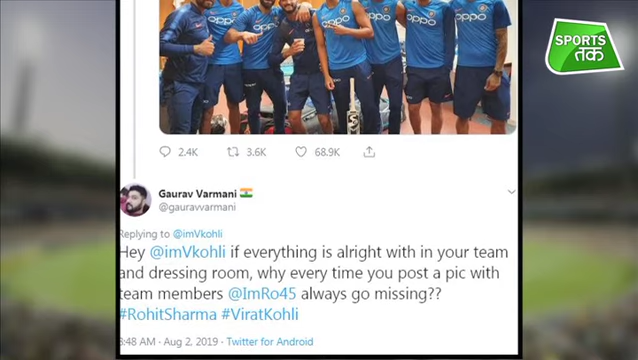 SPORTS
तक
oppo oppo oppo oppo oppo
2.4K 3.6K 68.9K
Gaurav Varmani
@gauravvarmani
Replying to @imVkohli
Hey @imVkohli if everything is alright with in your team
and dressing room, why every time you post a pic with
team members @ImRo45 always go missing??
#RohitSharma #ViratKohli
8:48 AM - Aug 2, 2019 - Twitter for Android